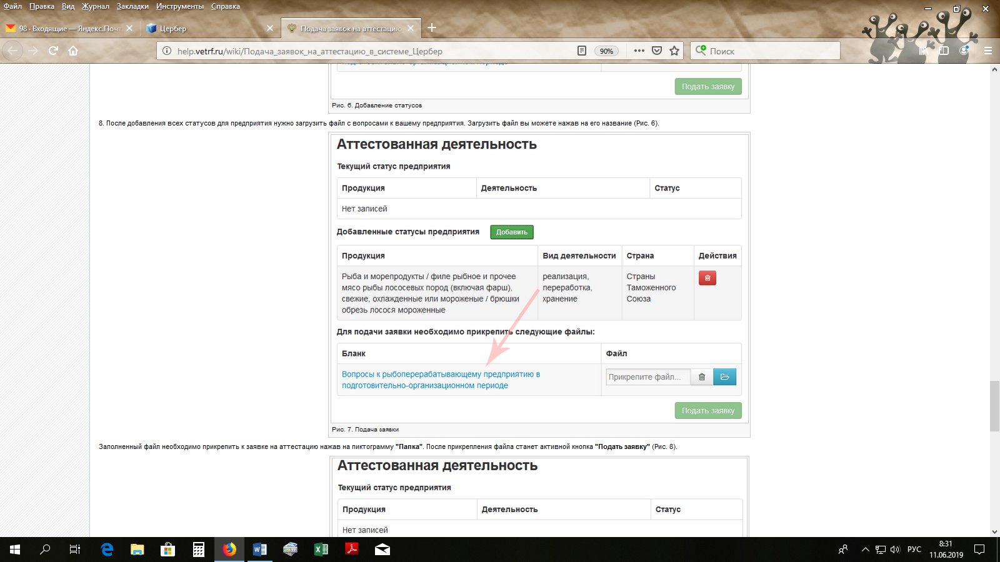 Файл Правка Вид Журнал Закладки Инструменты Справка
98 · Входящие — Яндекс.Почт
Цербер
Подача заявок на аттестацию
help.vetrf.ru/wiki/Подача_заявок_на_аттестацию_в_системе_Цербер
90%
Поиск
подготовительно-организационном периоде
Подать заявку
Рис. 6. Добавление статусов
8. После добавления всех статусов для предприятия нужно загрузить файл с вопросами к вашему предприятия. Загрузить файл вы можете нажав на его название (Рис. 6).
Аттестованная деятельность
Текущий статус предприятия
Продукция Деятельность Статус
Нет записей
Добавленные статусы предприятия Добавить
Продукция Вид деятельности Страна Действия
Рыба и морепродукты / филе рыбное и прочее реализация, Страны
мясо рыбы лососевых пород (включая фарш), переработка, Таможенного
свежие, охлажденные или мороженые / брюшки хранение Союза
обрезь лосося мороженные
Для подачи заявки необходимо прикрепить следующие файлы:
Бланк Файл
Вопросы к рыбоперерабатывающему предприятию в Прикрепите файл...
подготовительно-организационном периоде
Подать заявку
Рис. 7. Подача заявки
Заполненный файл необходимо прикрепить к заявке на аттестацию нажав на пиктограмму "Папка". После прикрепления файла станет активной кнопка "Подать заявку" (Рис. 8).
Аттестованная деятельность
Текущий статус предприятия
Продукция Деятельность Статус
Нет записей
РУС
8:31
11.06.2019